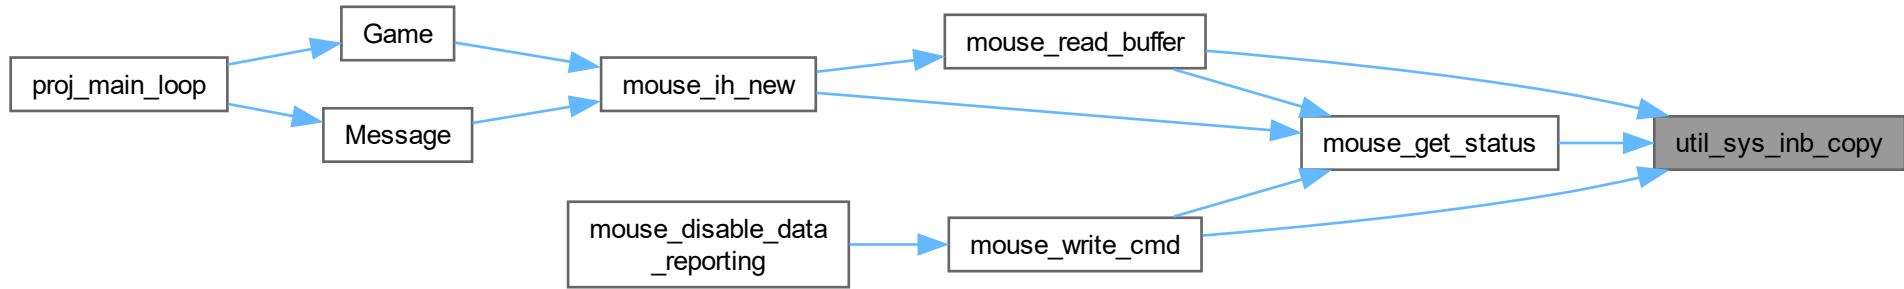 Game
proj_main_loop
Message
mouse_ih_new
mouse_read_buffer
mouse_get_status
util_sys_inb_copy
mouse_disable_data
_reporting
mouse_write_cmd